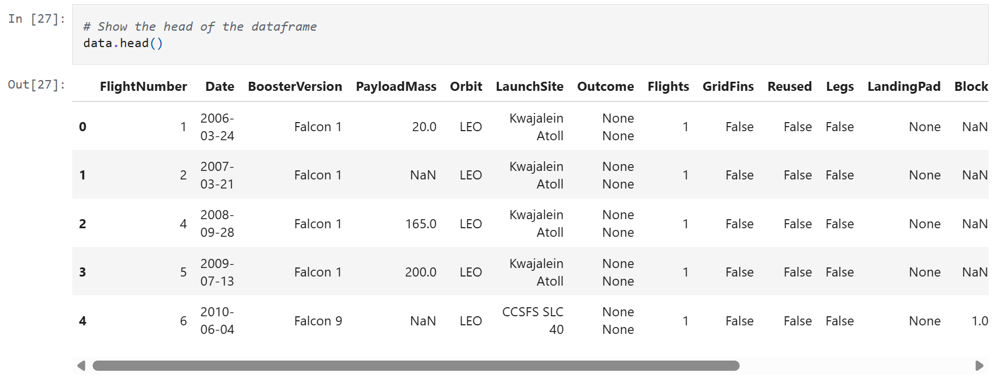 In [27]:
# Show the head of the dataframe
data.head()
Out[27]:
FlightNumber Date BoosterVersion PayloadMass Orbit LaunchSite Outcome Flights GridFins Reused Legs LandingPad Block
0 1 2006-03-24 Falcon 1 20.0 LEO Kwajalein Atoll None None 1 False False False None NaN
1 2 2007-03-21 Falcon 1 NaN LEO Kwajalein Atoll None None 1 False False False None NaN
2 4 2008-09-28 Falcon 1 165.0 LEO Kwajalein Atoll None None 1 False False False None NaN
3 5 2009-07-13 Falcon 1 200.0 LEO Kwajalein Atoll None None 1 False False False None NaN
4 6 2010-06-04 Falcon 9 NaN LEO CCSFS SLC 40 None None 1 False False False None 1.0